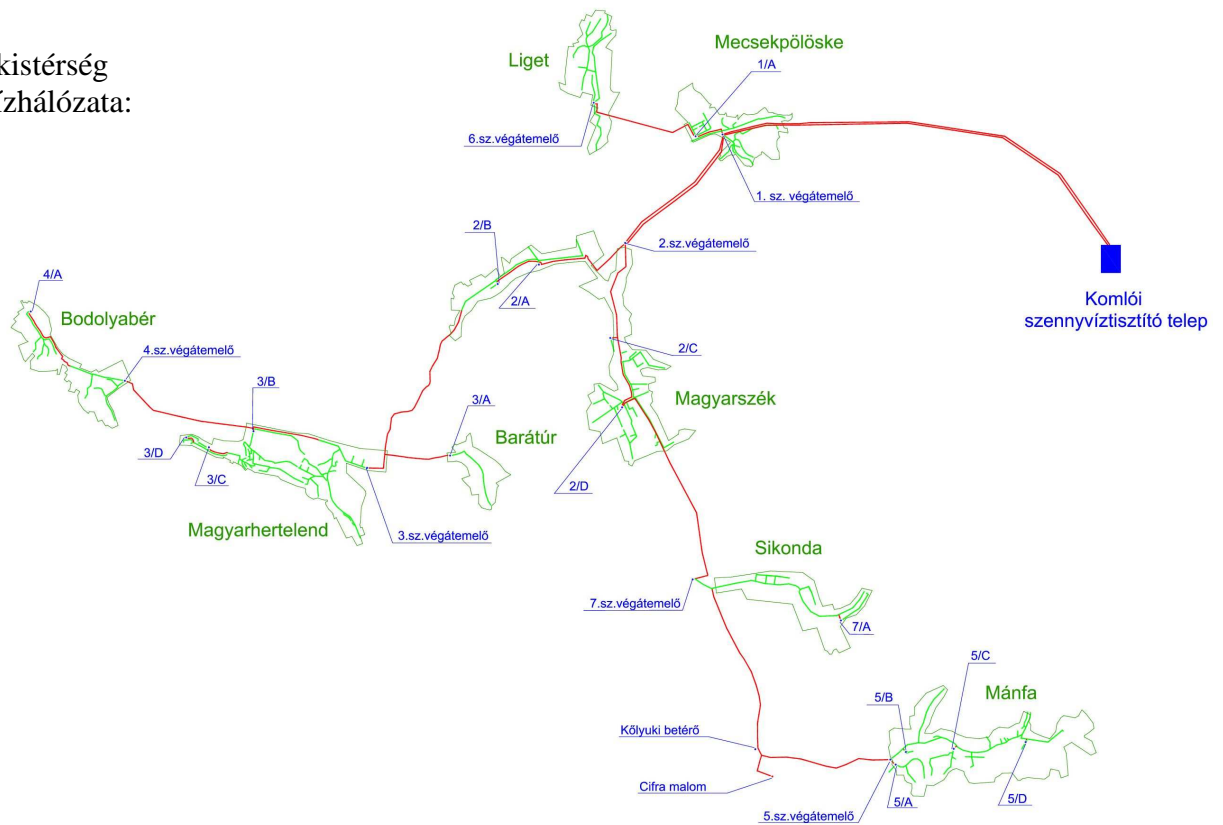 kistérség
ízhálózata:
Liget
Mecsekpölöske
1/A
6.sz.végátemelő
1. sz. végátemelő
2/B
2.sz.végátemelő
4/A
2/A
Komlói
szennyvíztisztító telep
Bodolyabér
4.sz.végátemelő
2/C
3/B
3/A
Magyarszék
Barátúr
3/D
3/C
2/D
Magyarhertelend
3.sz.végátemelő
Sikonda
7.sz.végátemelő
7/A
5/C
5/B
Mánfa
Kőlyuki betérő
Cifra malom
5/A
5/D
5.sz.végátemelő